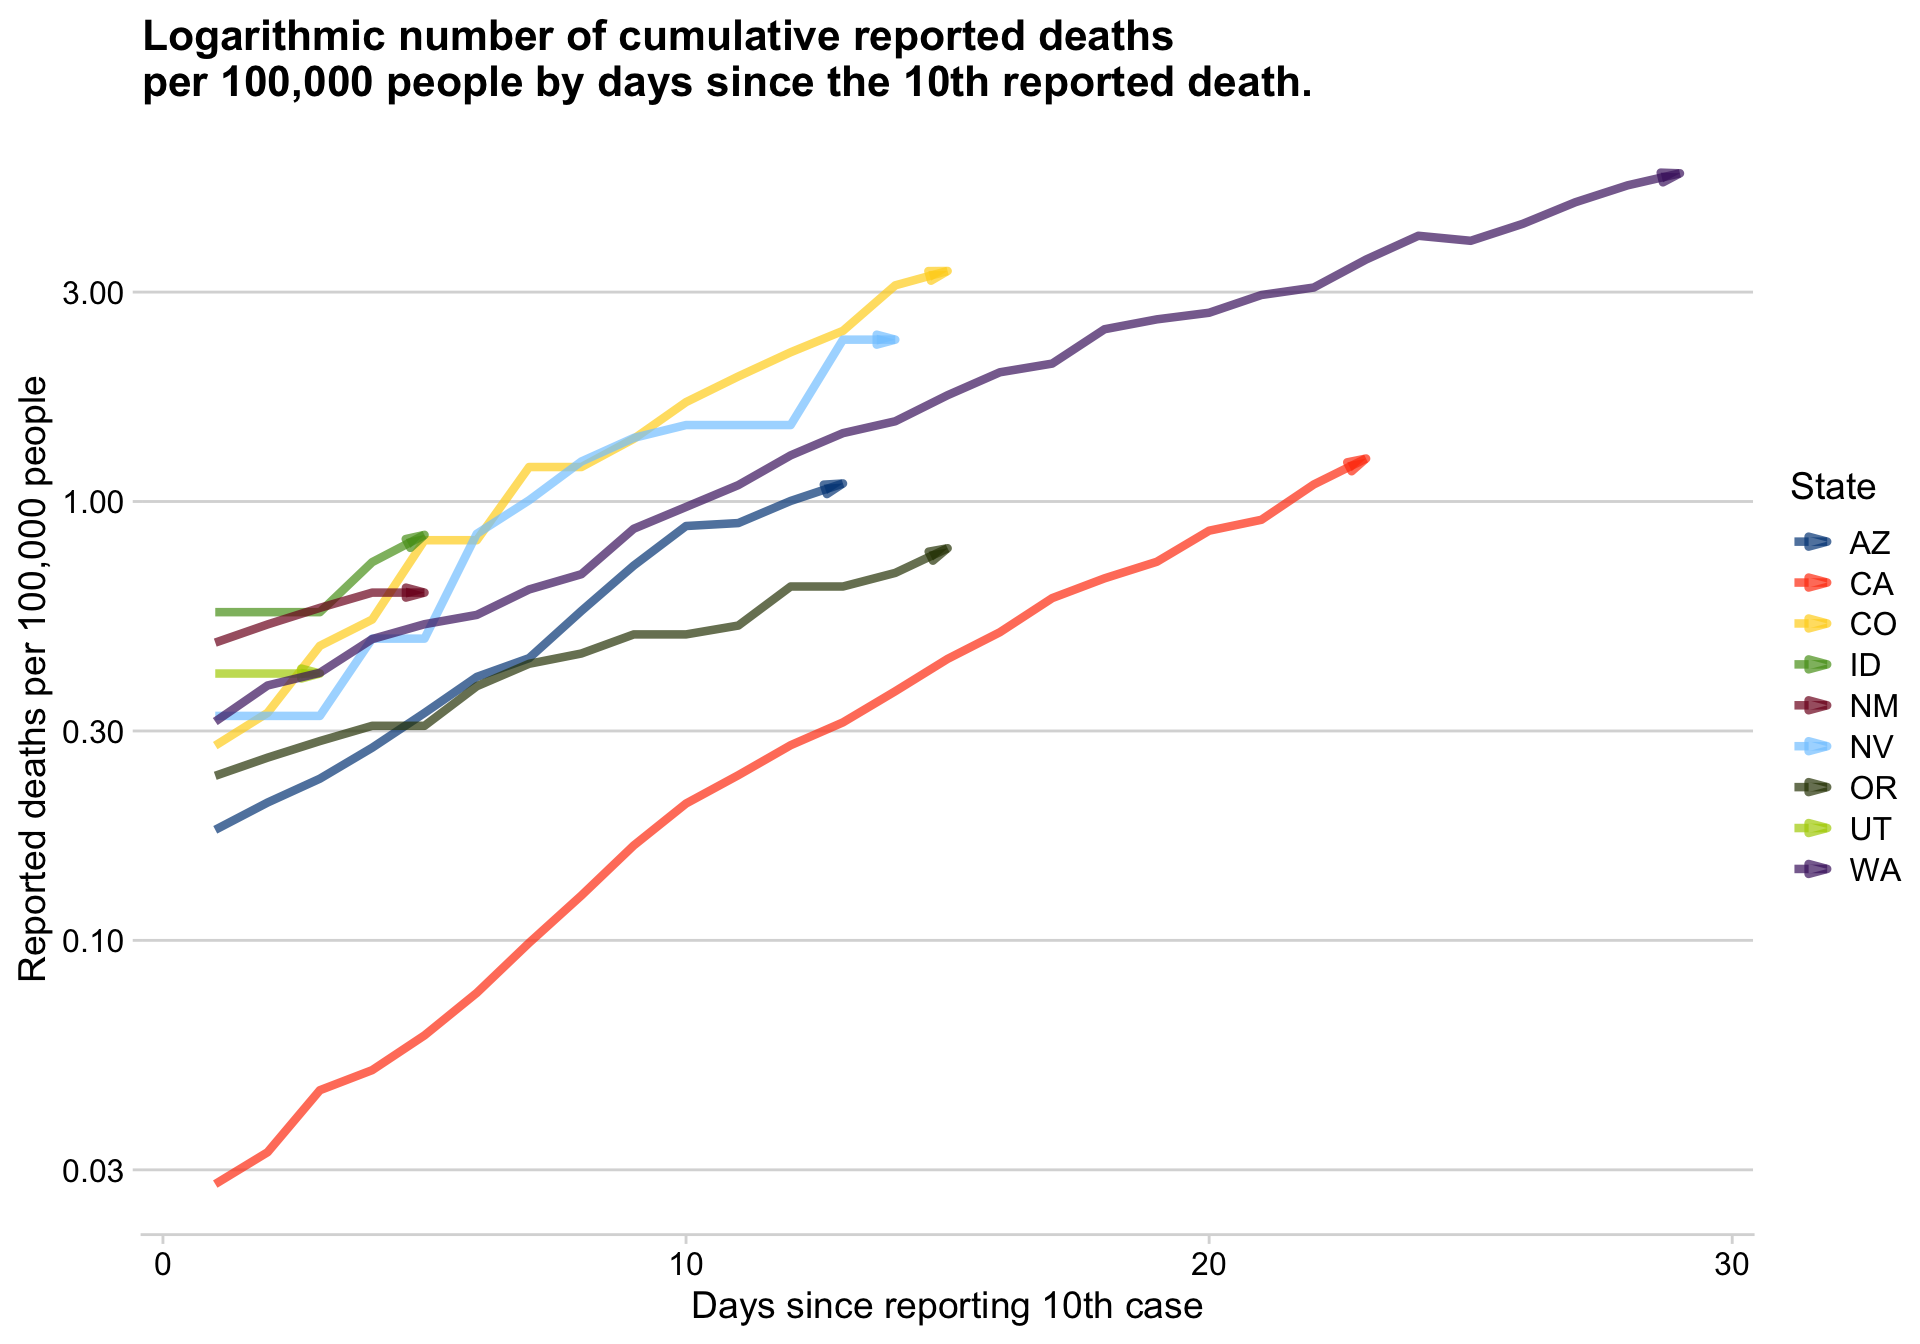 Logarithmic number of cumulative reported deaths
per 100,000 people by days since the 10th reported death.
Reported deaths per 100,000 people
3.00
1.00
0.30
0.10
0.03
0
10
20
30
Days since reporting 10th case
State
AZ
CA
CO
ID
NM
NV
OR
UT
WA